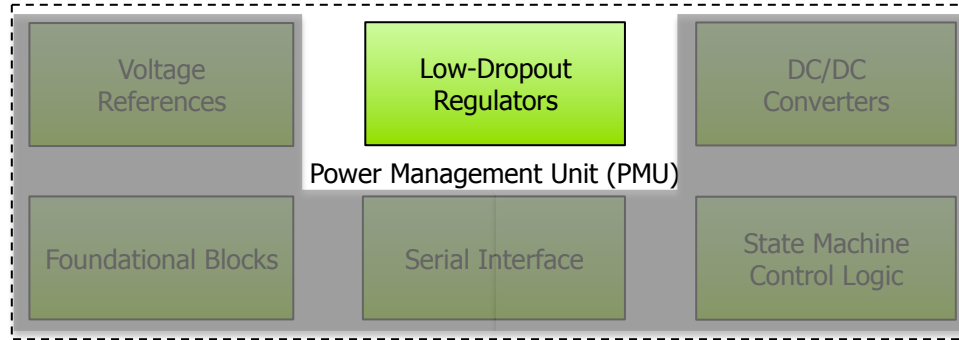 Voltage
References
Low-Dropout
Regulators
DC/DC
Converters
Power Management Unit (PMU)
Foundational Blocks
Serial Interface
State Machine
Control Logic